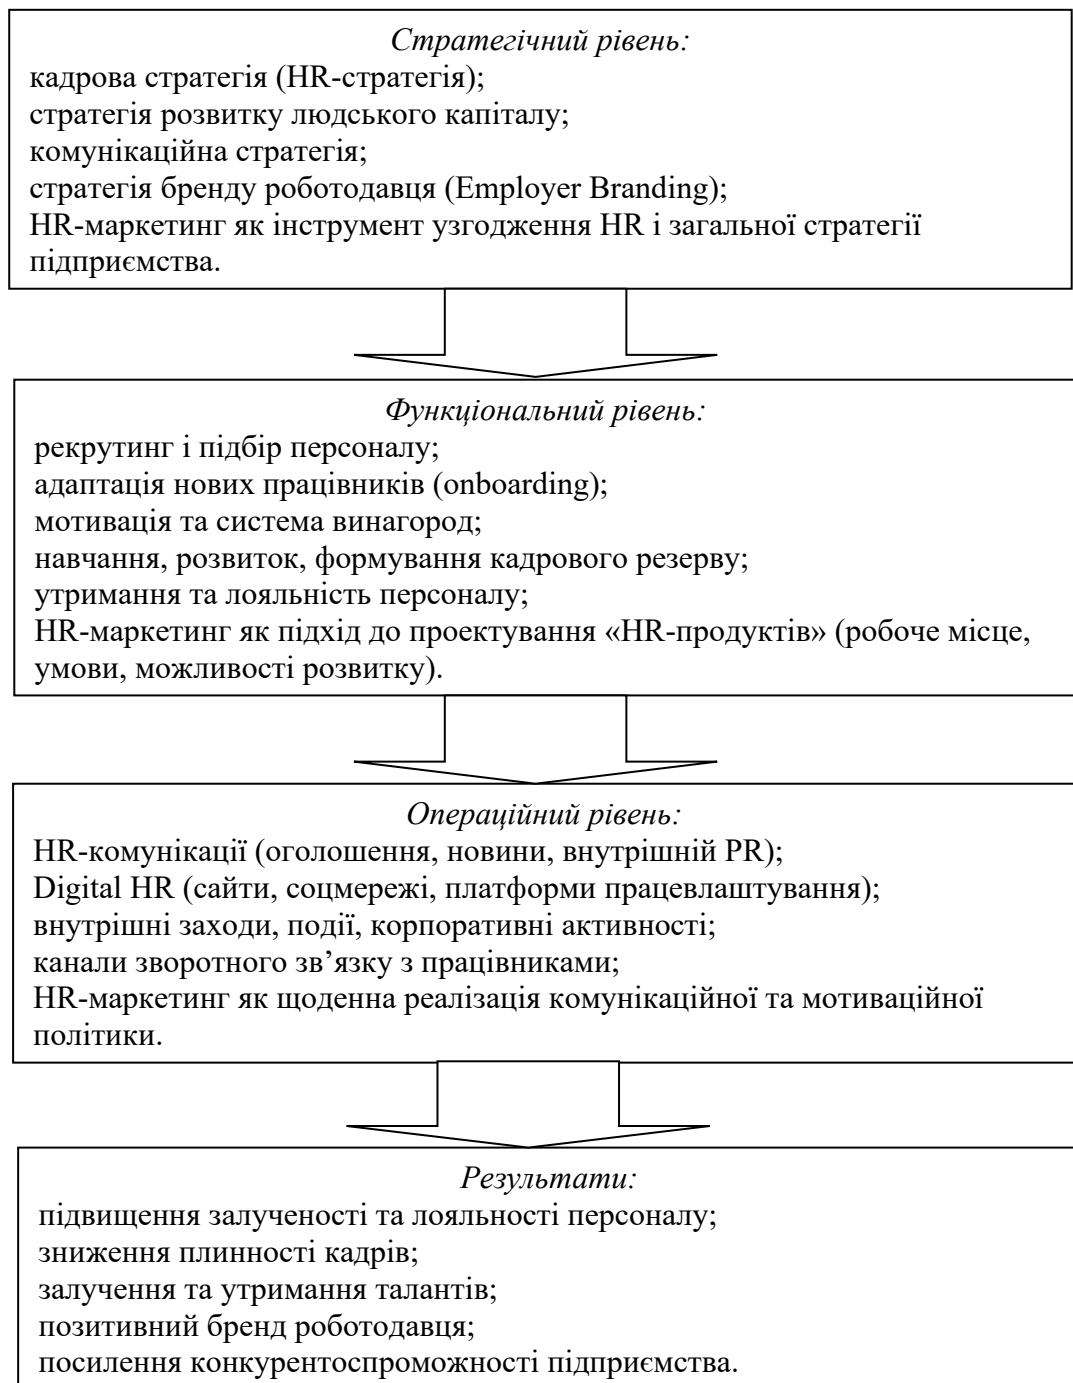 Стратегічний рівень:
кадрова стратегія (HR-стратегія);
стратегія розвитку людського капіталу;
комунікаційна стратегія;
стратегія бренду роботодавця (Employer Branding);
HR-маркетинг як інструмент узгодження HR і загальної стратегії
підприємства.
Функціональний рівень:
рекрутинг і підбір персоналу;
адаптація нових працівників (onboarding);
мотивація та система винагород;
навчання, розвиток, формування кадрового резерву;
утримання та лояльність персоналу;
HR-маркетинг як підхід до проектування «HR-продуктів» (робоче місце,
умови, можливості розвитку).
Операційний рівень:
HR-комунікації (оголошення, новини, внутрішній PR);
Digital HR (сайти, соцмережі, платформи працевлаштування);
внутрішні заходи, події, корпоративні активності;
канали зворотного зв’язку з працівниками;
HR-маркетинг як щоденна реалізація комунікаційної та мотиваційної
політики.
Результати:
підвищення залученості та лояльності персоналу;
зниження плинності кадрів;
залучення та утримання талантів;
позитивний бренд роботодавця;
посилення конкурентоспроможності підприємства.